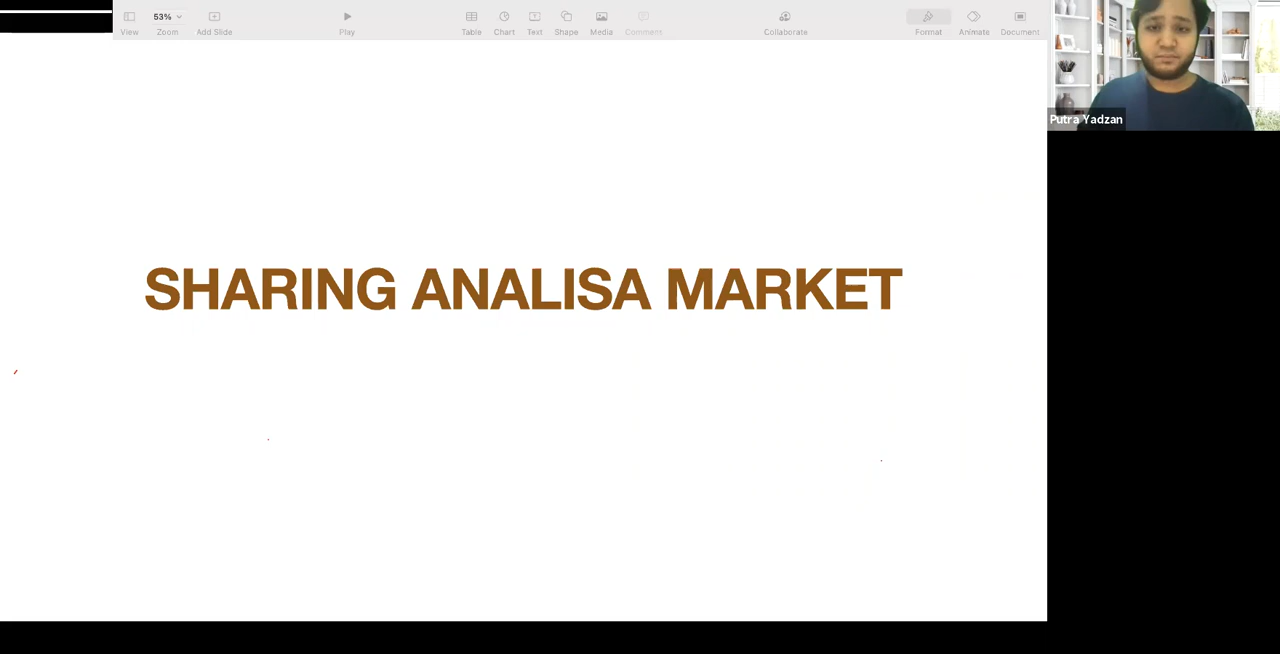 53%
View
Zoom
Add Slide
Play
Table
Chart
Text
Shape
Media
Comment
Collaborate
Format
Animate
Document
Putra Yadzan
SHARING ANALISA MARKET